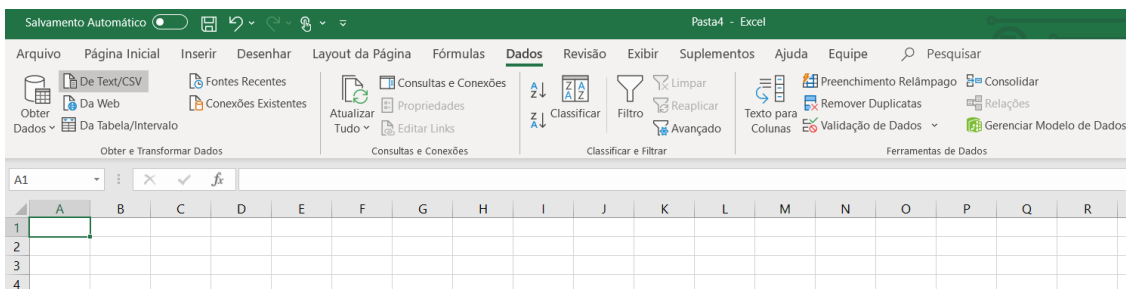 Salvamento Automático Pasta4 - Excel
Arquivo Página Inicial Inserir Desenhar Layout da Página Fórmulas Dados Revisão Exibir Suplementos Ajuda Equipe Pesquisar
Obter Dados
De Text/CSV
Da Web
Da Tabela/Intervalo
Fontes Recentes
Conexões Existentes
Obter e Transformar Dados
Atualizar Tudo
Consultas e Conexões
Propriedades
Editar Links
Consultas e Conexões
Classificar
Filtro
Limpar
Reaplicar
Avançado
Classificar e Filtrar
Texto para Colunas
Preenchimento Relâmpago
Remover Duplicatas
Validação de Dados
Consolidar
Relações
Gerenciar Modelo de Dados
Ferramentas de Dados
A1 fx
A B C D E F G H I J K L M N O P Q R
1
2
3
4